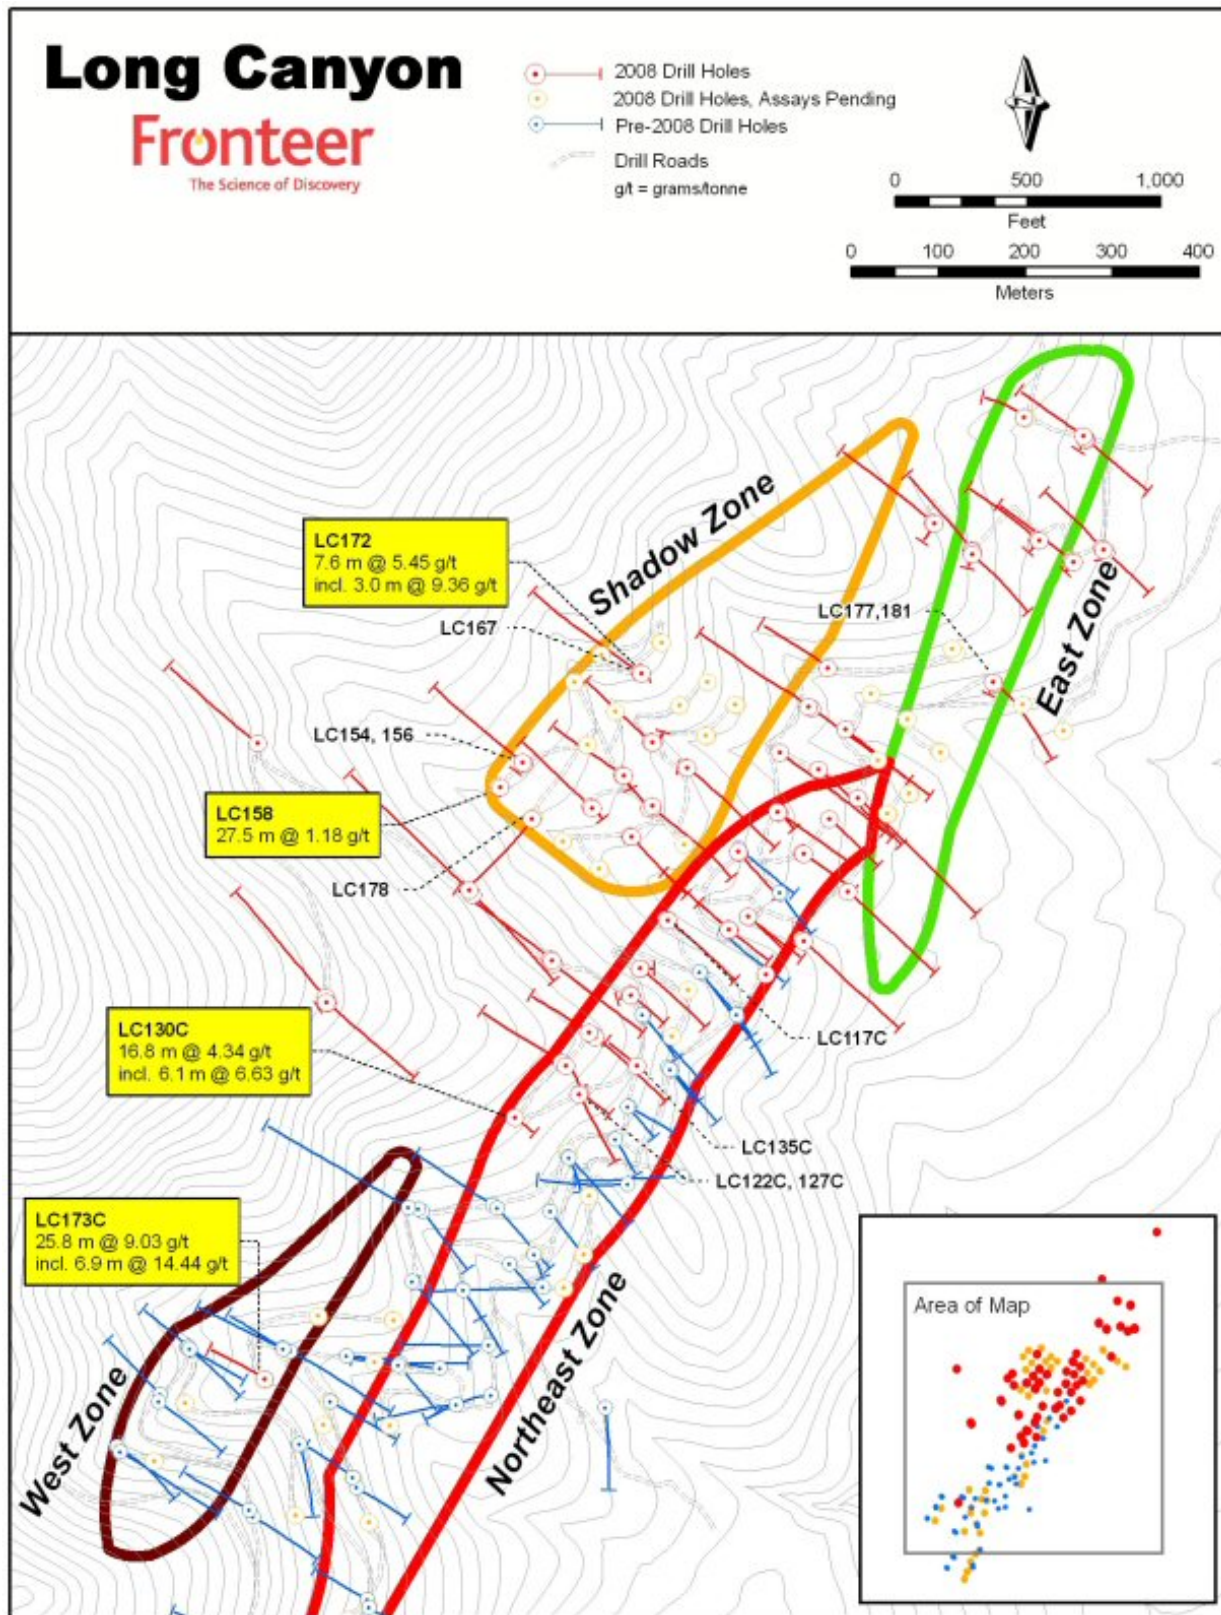 Long Canyon
Fronteer
The Science of Discovery
2008 Drill Holes
2008 Drill Holes, Assays Pending
Pre-2008 Drill Holes
Drill Roads
g/t = grams/tonne
N
0 500 1,000
Feet
0 100 200 300 400
Meters
Shadow Zone
LC172
7.6 m @ 5.45 g/t
incl. 3.0 m @ 9.36 g/t
LC167
LC177,181
East Zone
LC154, 156
LC158
27.5 m @ 1.18 g/t
LC178
LC130C
16.8 m @ 4.34 g/t
incl. 6.1 m @ 6.63 g/t
LC117C
LC135C
LC122C, 127C
LC173C
25.8 m @ 9.03 g/t
incl. 6.9 m @ 14.44 g/t
West Zone
Northeast Zone
Area of Map